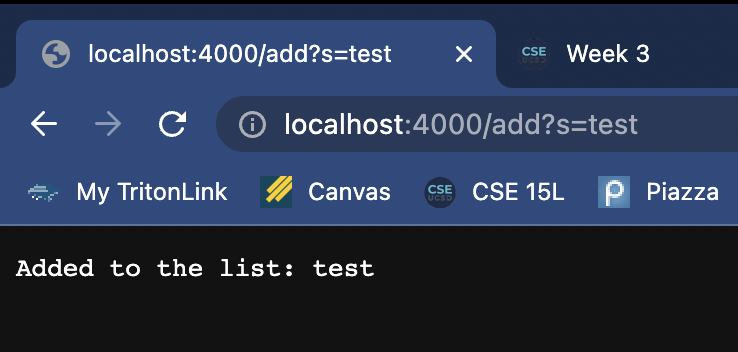 localhost:4000/add?s=test
CSE UCSD Week 3
localhost:4000/add?s=test
My TritonLink Canvas CSE UCSD CSE 15L Piazza
Added to the list: test